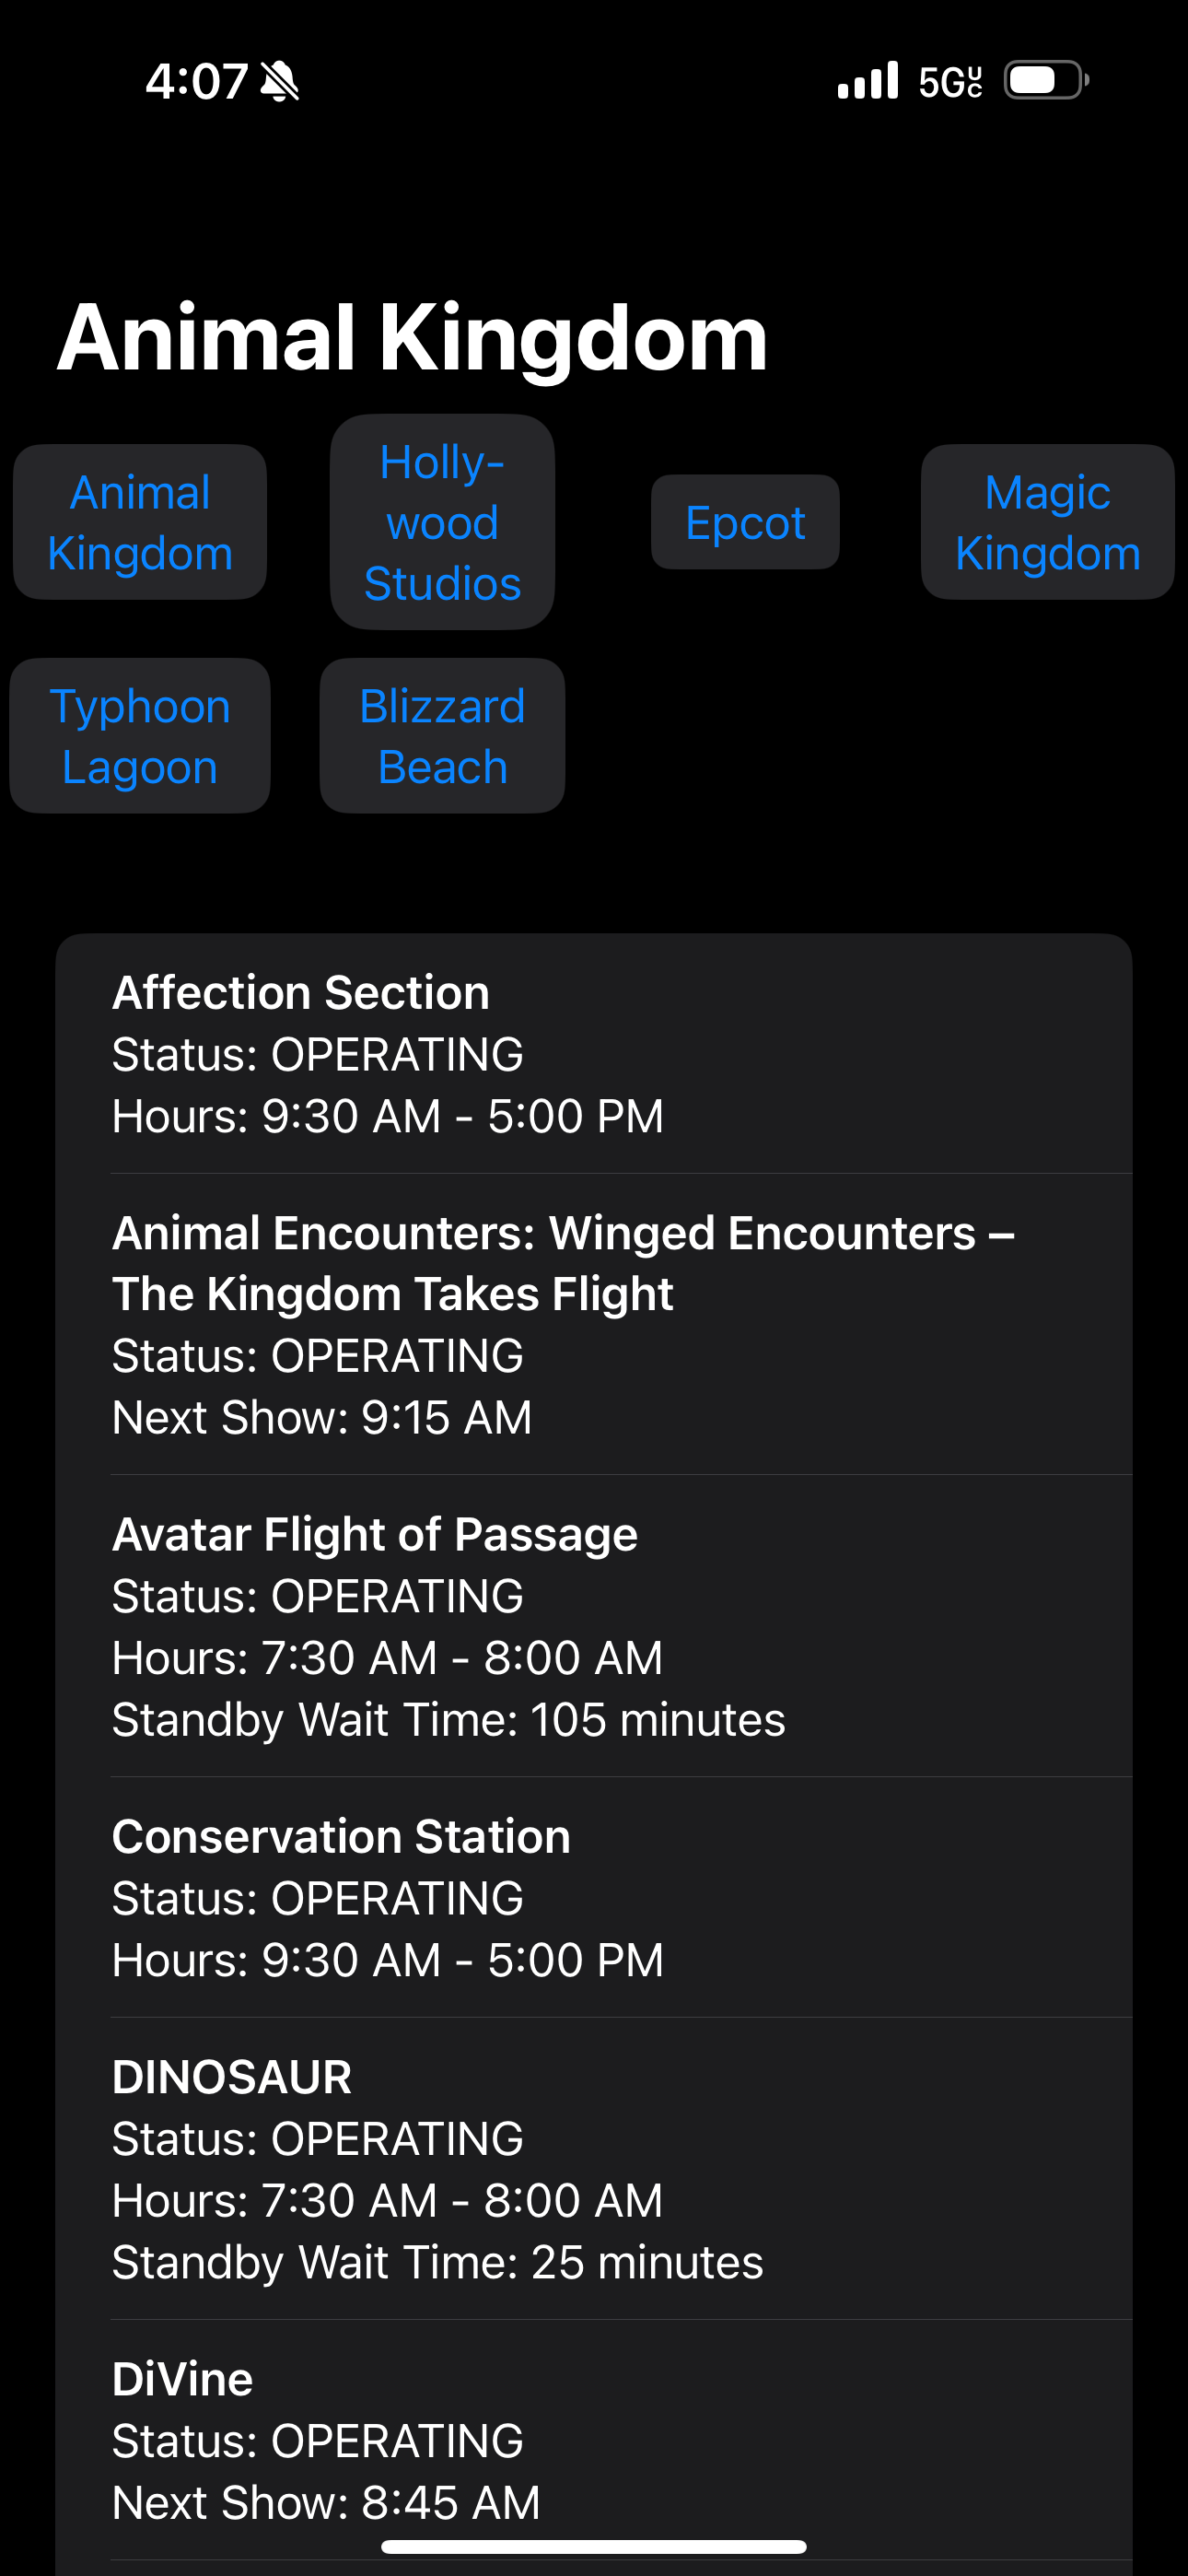 4:07
5G UC
Animal Kingdom
Animal
Kingdom
Holly-
wood
Studios
Epcot
Magic
Kingdom
Typhoon
Lagoon
Blizzard
Beach
Affection Section
Status: OPERATING
Hours: 9:30 AM - 5:00 PM
Animal Encounters: Winged Encounters –
The Kingdom Takes Flight
Status: OPERATING
Next Show: 9:15 AM
Avatar Flight of Passage
Status: OPERATING
Hours: 7:30 AM - 8:00 AM
Standby Wait Time: 105 minutes
Conservation Station
Status: OPERATING
Hours: 9:30 AM - 5:00 PM
DINOSAUR
Status: OPERATING
Hours: 7:30 AM - 8:00 AM
Standby Wait Time: 25 minutes
DiVine
Status: OPERATING
Next Show: 8:45 AM